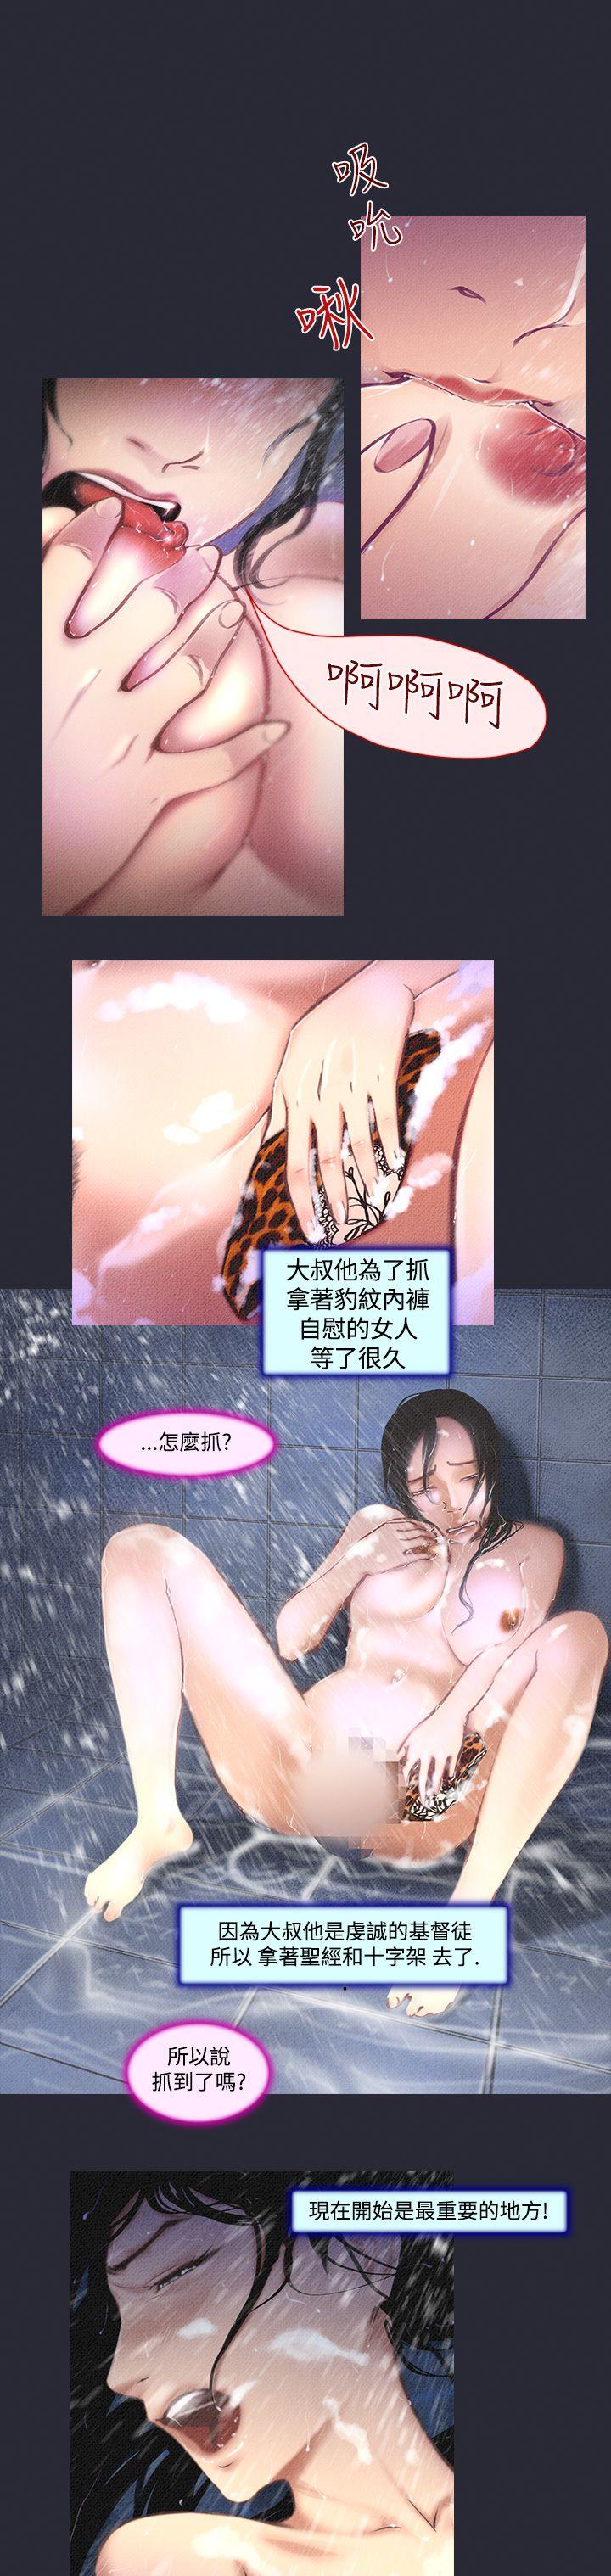 吸
吮
啾
啊啊啊
大叔他為了抓
拿著豹紋內褲
自慰的女人
等了很久
...怎麼抓?
因為大叔他是虔誠的基督徒
所以 拿著聖經和十字架 去了.
所以說
抓到了嗎?
現在開始是最重要的地方!